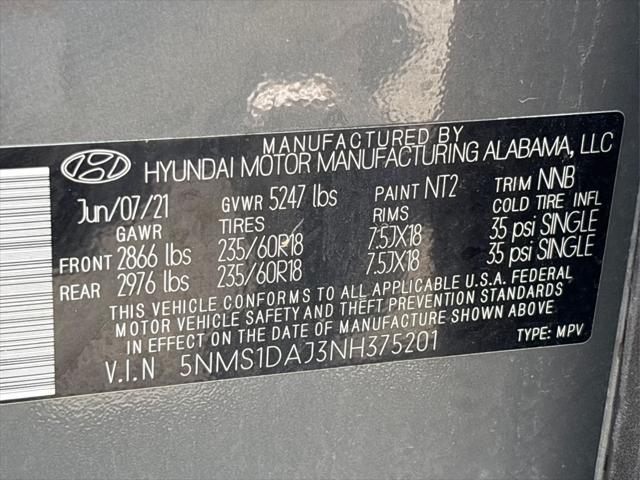 MANUFACTURED BY
HYUNDAI MOTOR MANUFACTURING ALABAMA, LLC
Jun/07/21 GVWR 5247 lbs PAINT NT2 TRIM NNB
GAWR TIRES RIMS COLD TIRE INFL
FRONT 2866 lbs 235/60R18 7.5JX18 35 psi SINGLE
REAR 2976 lbs 235/60R18 7.5JX18 35 psi SINGLE
THIS VEHICLE CONFORMS TO ALL APPLICABLE U.S.A. FEDERAL
MOTOR VEHICLE SAFETY AND THEFT PREVENTION STANDARDS
IN EFFECT ON THE DATE OF MANUFACTURE SHOWN ABOVE
V.I.N 5NMS1DAJ3NH375201 TYPE: MPV